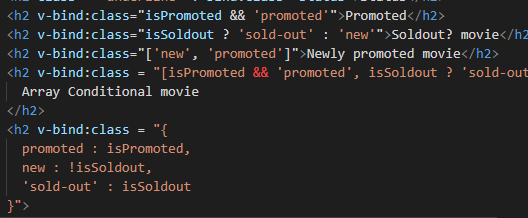 <h2 v-bind:class="isPromoted && 'promoted'">Promoted</h2>
<h2 v-bind:class="isSoldout ? 'sold-out' : 'new'">Soldout? movie</h2>
<h2 v-bind:class="['new', 'promoted']">Newly promoted movie</h2>
<h2 v-bind:class = "[isPromoted && 'promoted', isSoldout ? 'sold-out
Array Conditional movie
</h2>
<h2 v-bind:class = "{
promoted : isPromoted,
new : !isSoldout,
'sold-out' : isSoldout
}">